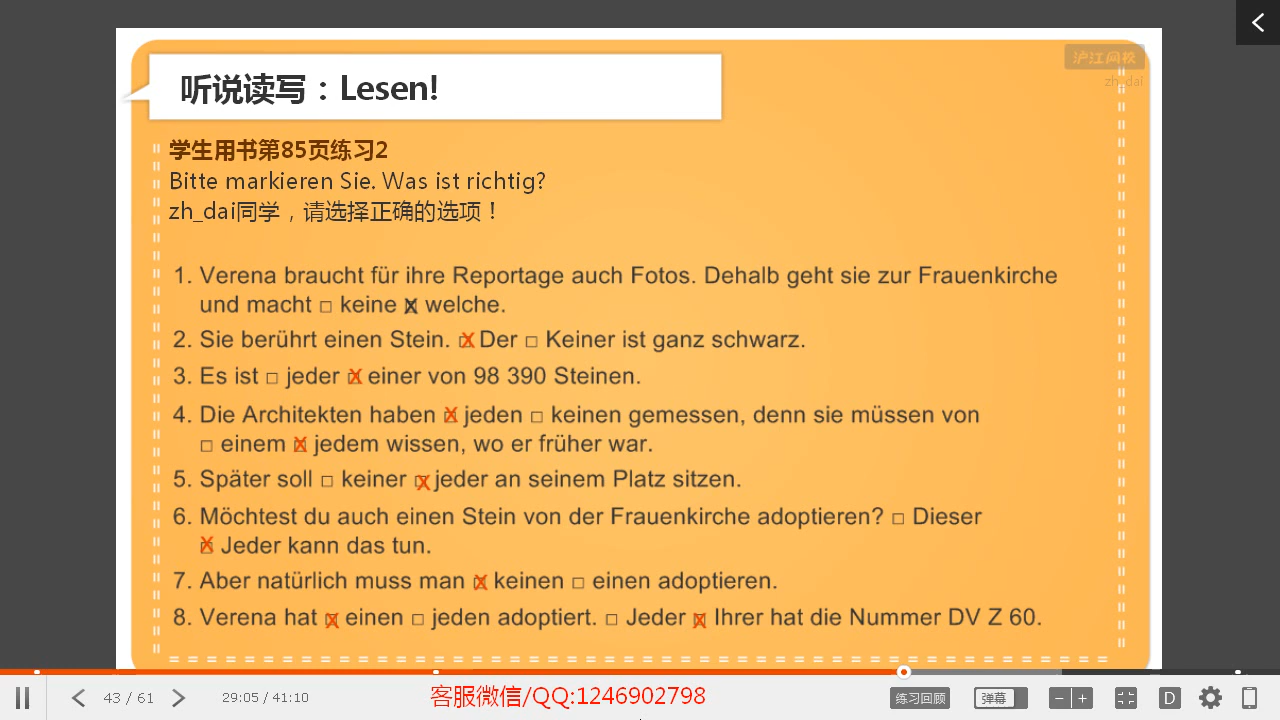 沪江网校
zh_dai
听说读写：Lesen!
学生用书第85页练习2
Bitte markieren Sie. Was ist richtig?
zh_dai同学，请选择正确的选项！
1. Verena braucht für ihre Reportage auch Fotos. Dehalb geht sie zur Frauenkirche
und macht □ keine ☒ welche.
2. Sie berührt einen Stein. ☒ Der □ Keiner ist ganz schwarz.
3. Es ist □ jeder ☒ einer von 98 390 Steinen.
4. Die Architekten haben ☒ jeden □ keinen gemessen, denn sie müssen von
□ einem ☒ jedem wissen, wo er früher war.
5. Später soll □ keiner ☒ jeder an seinem Platz sitzen.
6. Möchtest du auch einen Stein von der Frauenkirche adoptieren? □ Dieser
☒ Jeder kann das tun.
7. Aber natürlich muss man ☒ keinen □ einen adoptieren.
8. Verena hat ☒ einen □ jeden adoptiert. □ Jeder ☒ Ihrer hat die Nummer DV Z 60.
43 / 61 29:05 / 41:10 客服微信/QQ:1246902798 练习回顾 弹幕 − + D